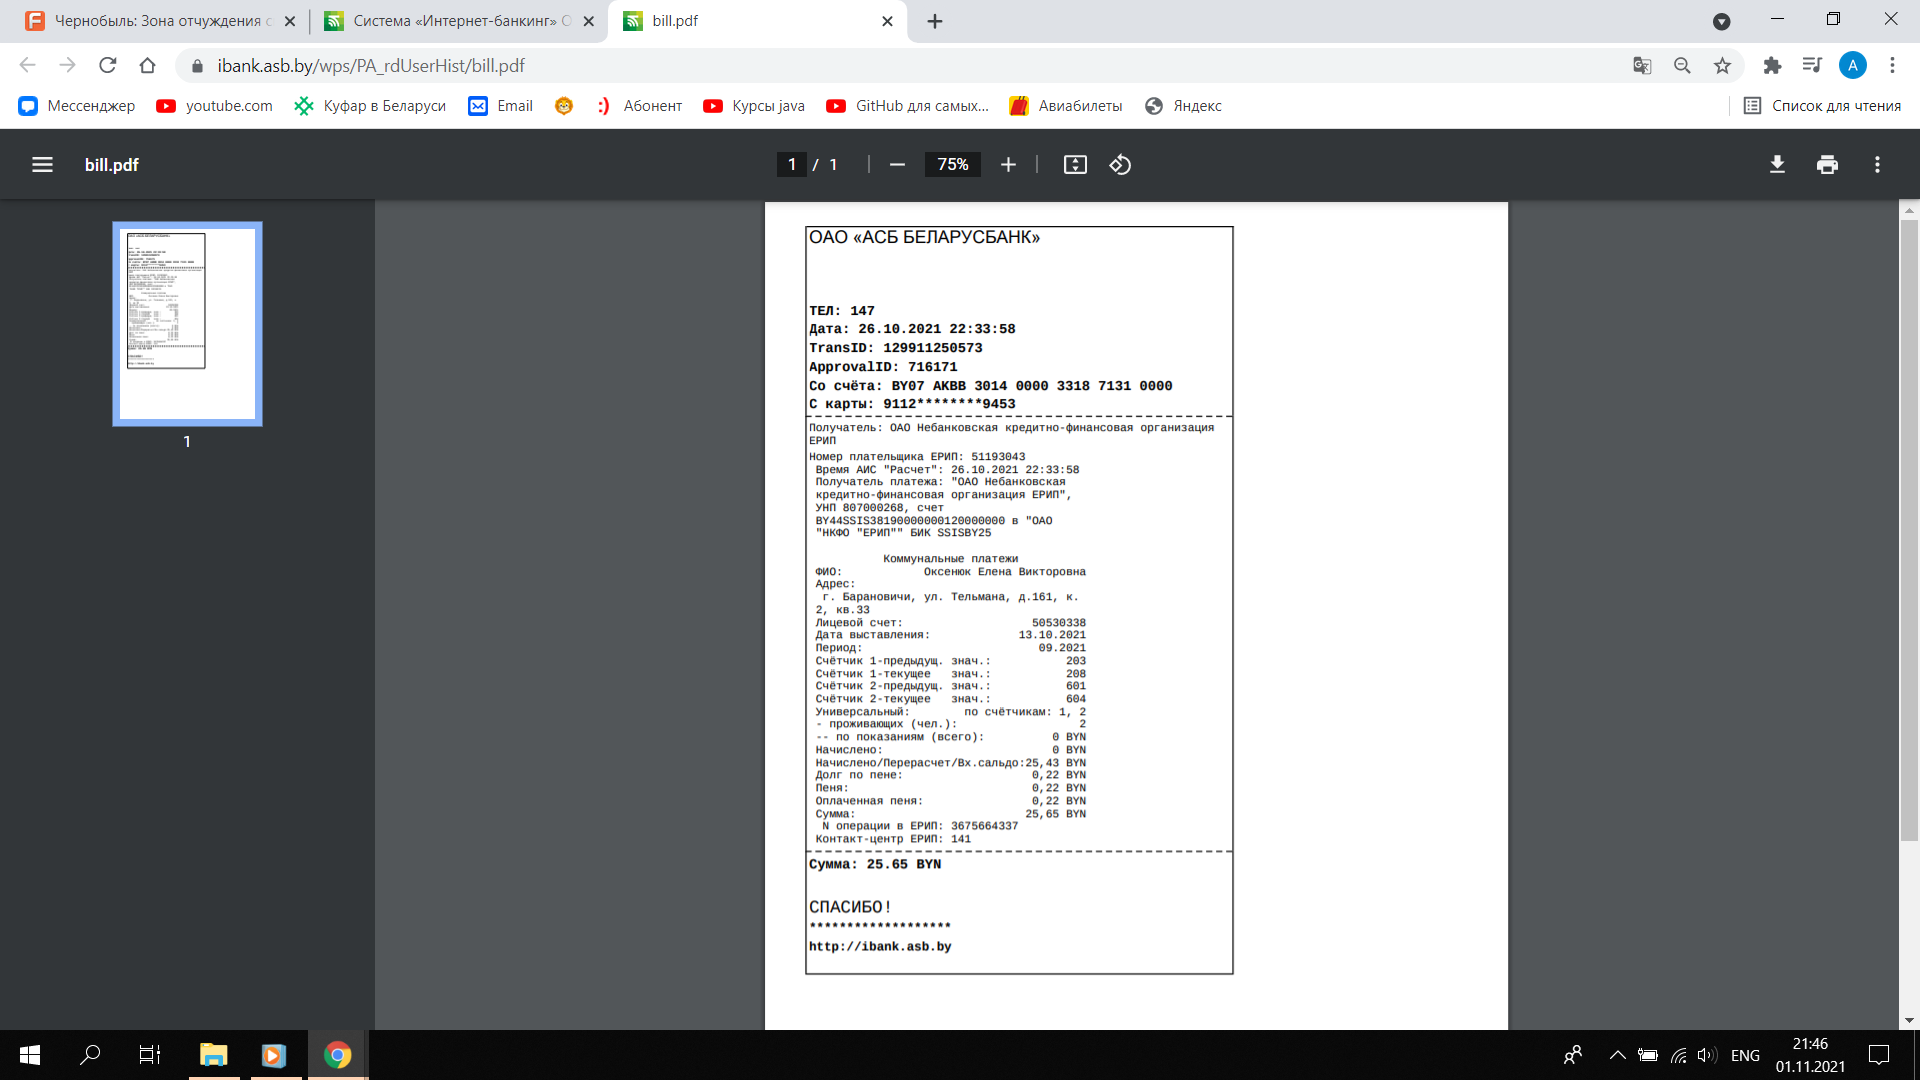 Чернобыль: Зона отчуждения с
Система «Интернет-банкинг» О
bill.pdf
ibank.asb.by/wps/PA_rdUserHist/bill.pdf
A
Мессенджер
youtube.com
Куфар в Беларуси
Email
Абонент
Курсы java
GitHub для самых...
Авиабилеты
Яндекс
Список для чтения
bill.pdf
1 / 1
75%
1
ОАО «АСБ БЕЛАРУСБАНК»
ТЕЛ: 147
Дата: 26.10.2021 22:33:58
TransID: 129911250573
ApprovalID: 716171
Со счёта: BY07 AKBB 3014 0000 3318 7131 0000
С карты: 9112********9453
Получатель: ОАО Небанковская кредитно-финансовая организация
ЕРИП
Номер плательщика ЕРИП: 51193043
Время АИС "Расчет": 26.10.2021 22:33:58
Получатель платежа: "ОАО Небанковская
кредитно-финансовая организация ЕРИП",
УНП 807000268, счет
BY44SSIS38190000000120000000 в "ОАО
"НКФО "ЕРИП"" БИК SSISBY25
Коммунальные платежи
ФИО: Оксенюк Елена Викторовна
Адрес:
г. Барановичи, ул. Тельмана, д.161, к.
2, кв.33
Лицевой счет: 50530338
Дата выставления: 13.10.2021
Период: 09.2021
Счётчик 1-предыдущ. знач.: 203
Счётчик 1-текущее знач.: 208
Счётчик 2-предыдущ. знач.: 601
Счётчик 2-текущее знач.: 604
Универсальный: по счётчикам: 1, 2
- проживающих (чел.): 2
-- по показаниям (всего): 0 BYN
Начислено: 0 BYN
Начислено/Перерасчет/Вх.сальдо:25,43 BYN
Долг по пене: 0,22 BYN
Пеня: 0,22 BYN
Оплаченная пеня: 0,22 BYN
Сумма: 25,65 BYN
N операции в ЕРИП: 3675664337
Контакт-центр ЕРИП: 141
Сумма: 25.65 BYN
СПАСИБО!
*******************
http://ibank.asb.by
ENG
21:46
01.11.2021